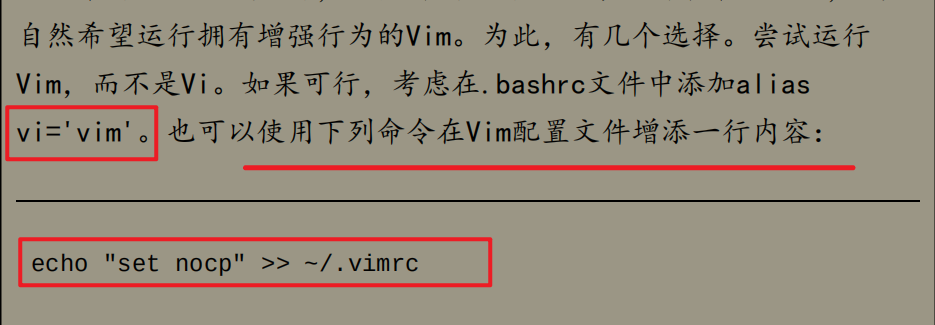 自然希望运行拥有增强行为的Vim。为此，有几个选择。尝试运行
Vim，而不是Vi。如果可行，考虑在.bashrc文件中添加alias
vi='vim'。也可以使用下列命令在Vim配置文件增添一行内容：
echo "set nocp" >> ~/.vimrc